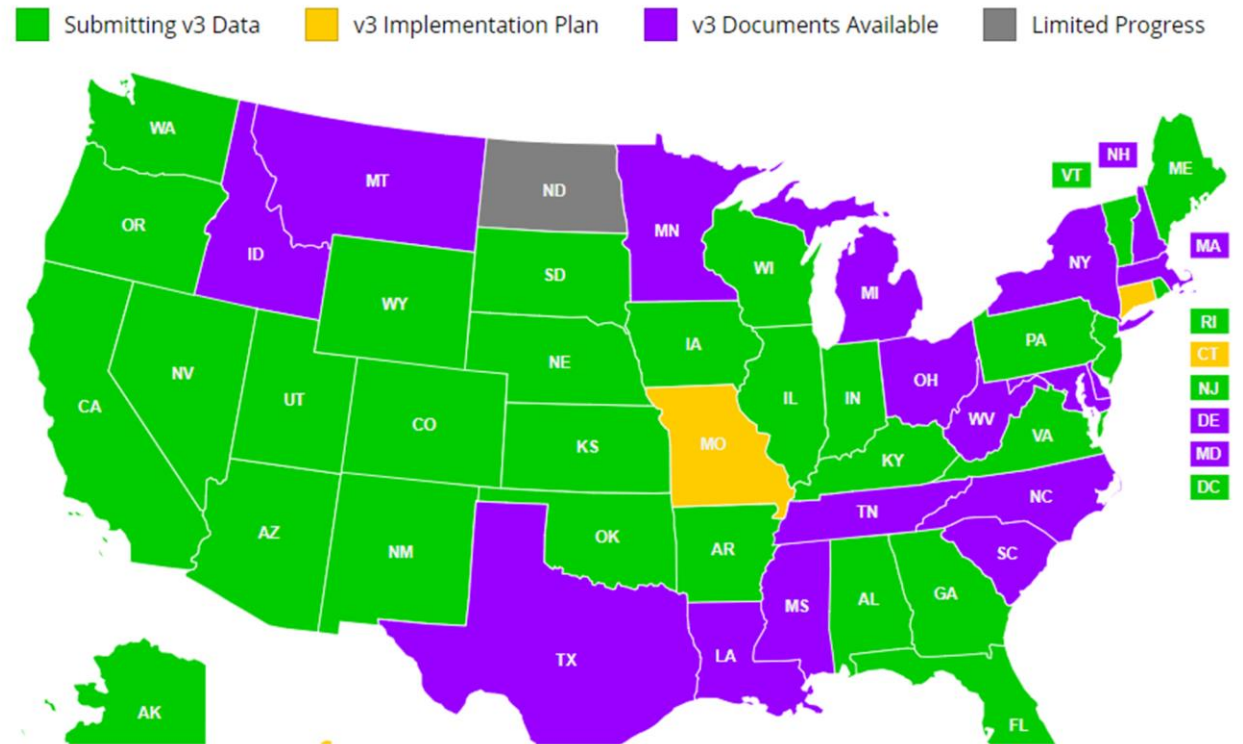 Submitting v3 Data v3 Implementation Plan v3 Documents Available Limited Progress
WA
MT
ND
MN
VT
NH
ME
OR
ID
SD
WI
MI
NY
MA
WY
IA
PA
RI
NE
CT
NV
UT
CO
IL
IN
OH
NJ
CA
KS
MO
WV
VA
DE
KY
MD
AZ
NM
OK
AR
TN
NC
DC
SC
MS
AL
GA
TX
LA
AK
FL